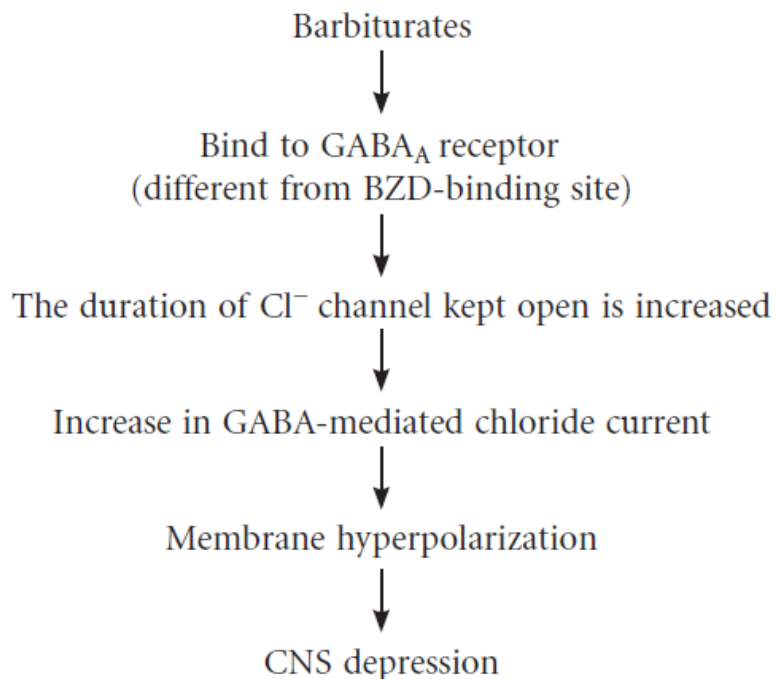 Barbiturates
Bind to GABA_A receptor
(different from BZD-binding site)
The duration of Cl⁻ channel kept open is increased
Increase in GABA-mediated chloride current
Membrane hyperpolarization
CNS depression